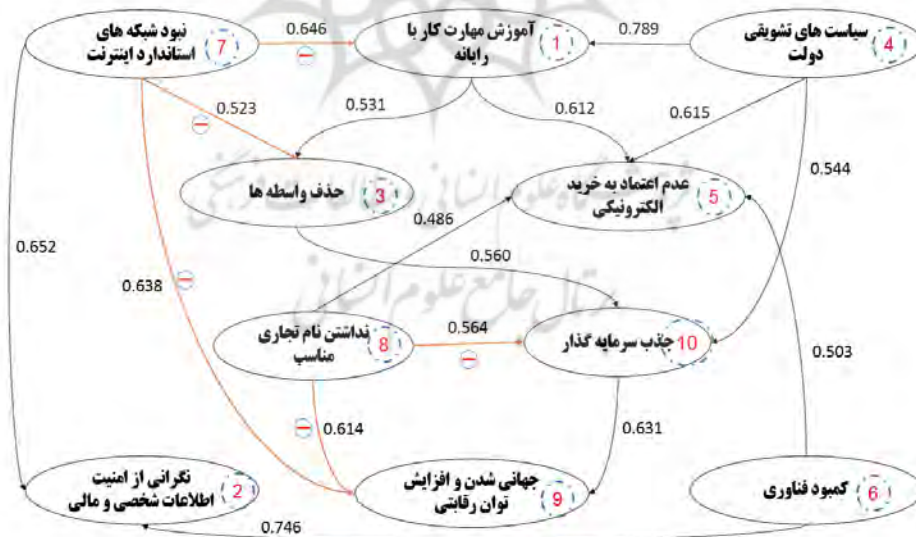 نبود شبکه های
استاندارد اینترنت
7
0.646
آموزش مهارت کار با
رایانه
1
0.789
سیاست های تشویقی
دولت
4
0.523
0.531
0.612
0.615
0.544
حذف واسطه ها
3
عدم اعتماد به خرید
الکترونیکی
5
0.486
0.652
0.638
0.560
پرتال جامع علوم انسانی
نداشتن نام تجاری
مناسب
8
0.564
جذب سرمایه گذار
10
0.503
0.614
0.631
نگرانی از امنیت
اطلاعات شخصی و مالی
2
جهانی شدن و افزایش
توان رقابتی
9
کمبود فناوری
6
0.746